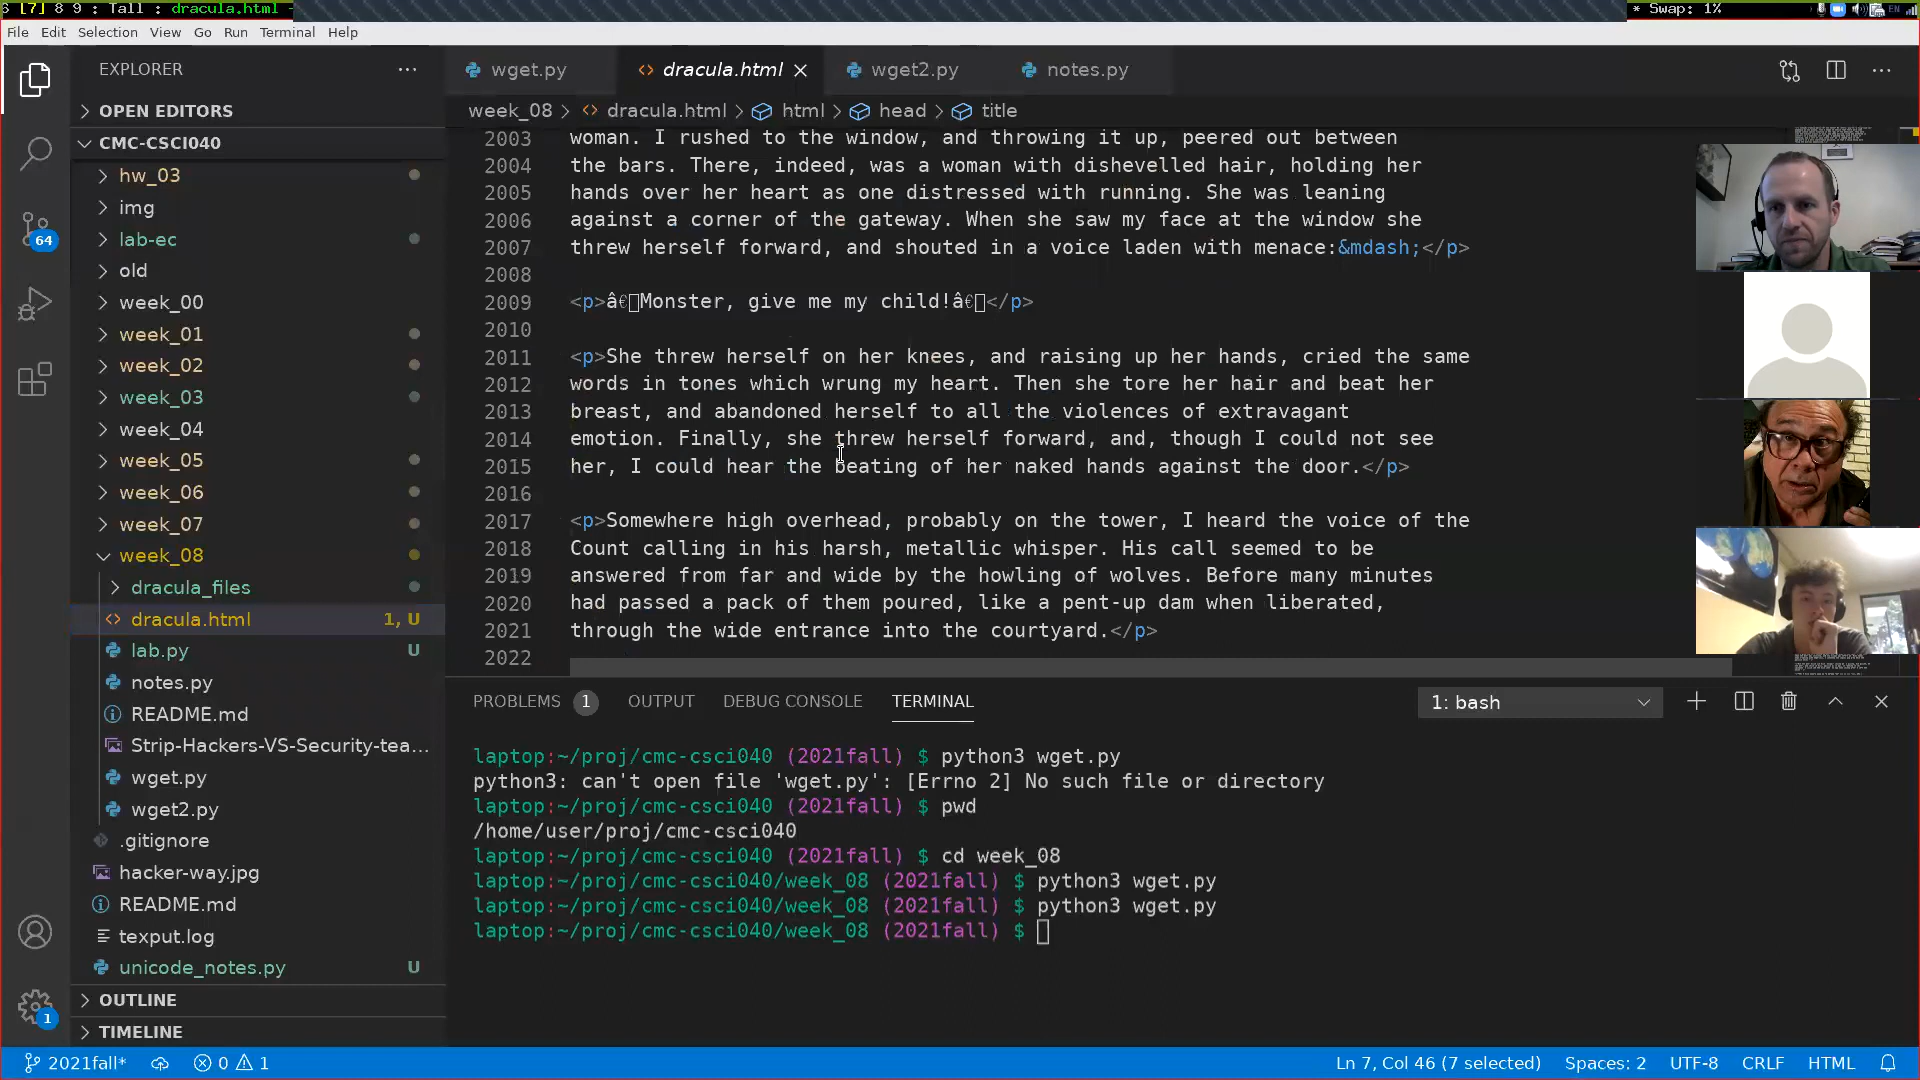 6 [7] 8 9 : Tall : dracula.html -
* Swap: 1%
EN
File Edit Selection View Go Run Terminal Help
EXPLORER
OPEN EDITORS
CMC-CSCI040
hw_03
img
lab-ec
old
week_00
week_01
week_02
week_03
week_04
week_05
week_06
week_07
week_08
dracula_files
dracula.html 1, U
lab.py U
notes.py
README.md
Strip-Hackers-VS-Security-tea...
wget.py
wget2.py
.gitignore
hacker-way.jpg
README.md
texput.log
unicode_notes.py U
OUTLINE
TIMELINE
64
1
wget.py dracula.html wget2.py notes.py
week_08 > dracula.html > html > head > title
2003 woman. I rushed to the window, and throwing it up, peered out between
2004 the bars. There, indeed, was a woman with dishevelled hair, holding her
2005 hands over her heart as one distressed with running. She was leaning
2006 against a corner of the gateway. When she saw my face at the window she
2007 threw herself forward, and shouted in a voice laden with menace:&mdash;</p>
2008
2009 <p>â€Monster, give me my child!â€</p>
2010
2011 <p>She threw herself on her knees, and raising up her hands, cried the same
2012 words in tones which wrung my heart. Then she tore her hair and beat her
2013 breast, and abandoned herself to all the violences of extravagant
2014 emotion. Finally, she threw herself forward, and, though I could not see
2015 her, I could hear the beating of her naked hands against the door.</p>
2016
2017 <p>Somewhere high overhead, probably on the tower, I heard the voice of the
2018 Count calling in his harsh, metallic whisper. His call seemed to be
2019 answered from far and wide by the howling of wolves. Before many minutes
2020 had passed a pack of them poured, like a pent-up dam when liberated,
2021 through the wide entrance into the courtyard.</p>
2022
PROBLEMS 1 OUTPUT DEBUG CONSOLE TERMINAL 1: bash
laptop:~/proj/cmc-csci040 (2021fall) $ python3 wget.py
python3: can't open file 'wget.py': [Errno 2] No such file or directory
laptop:~/proj/cmc-csci040 (2021fall) $ pwd
/home/user/proj/cmc-csci040
laptop:~/proj/cmc-csci040 (2021fall) $ cd week_08
laptop:~/proj/cmc-csci040/week_08 (2021fall) $ python3 wget.py
laptop:~/proj/cmc-csci040/week_08 (2021fall) $ python3 wget.py
laptop:~/proj/cmc-csci040/week_08 (2021fall) $
2021fall* 0 1 Ln 7, Col 46 (7 selected) Spaces: 2 UTF-8 CRLF HTML